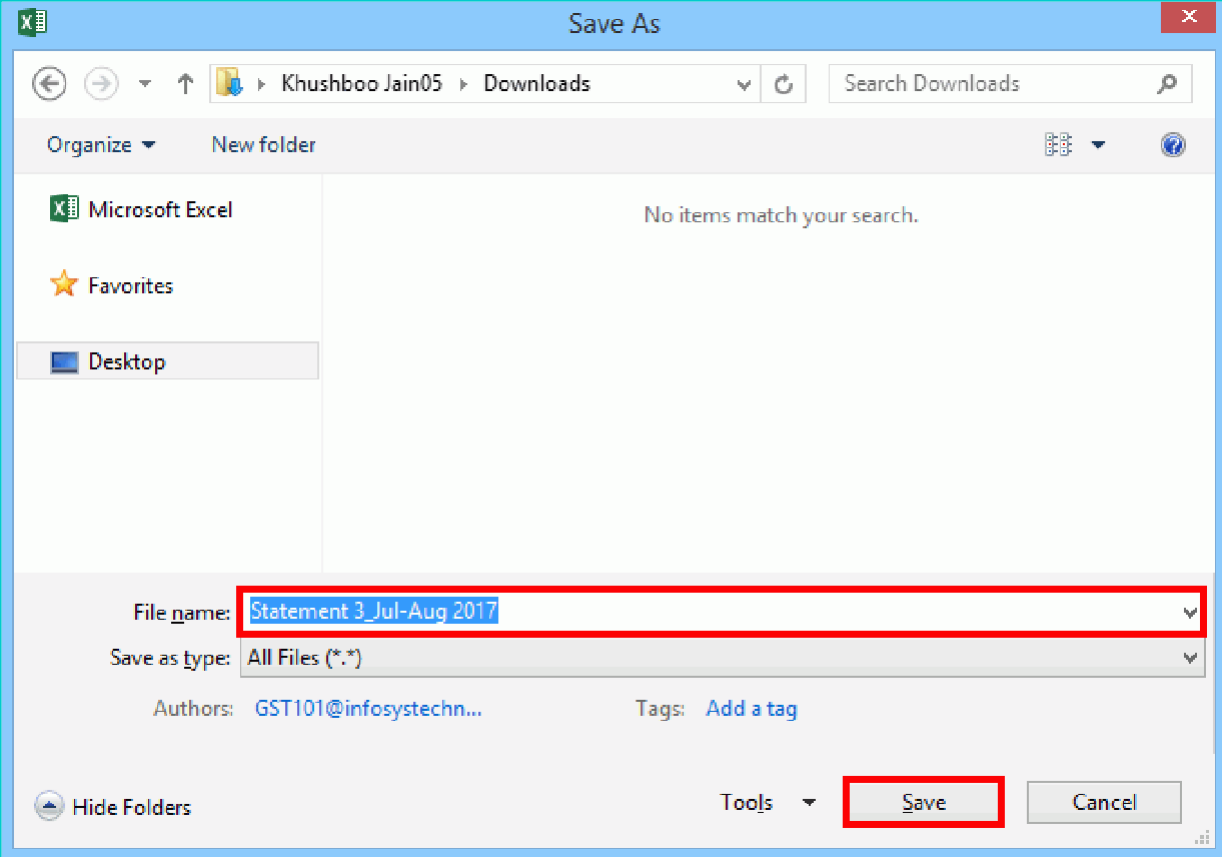 Save As
Khushboo Jain05 Downloads Search Downloads
Organize New folder
Microsoft Excel
No items match your search.
Favorites
Desktop
File name: Statement 3_Jul-Aug 2017
Save as type: All Files (*.*)
Authors: GST101@infosystechn... Tags: Add a tag
Hide Folders Tools Save Cancel